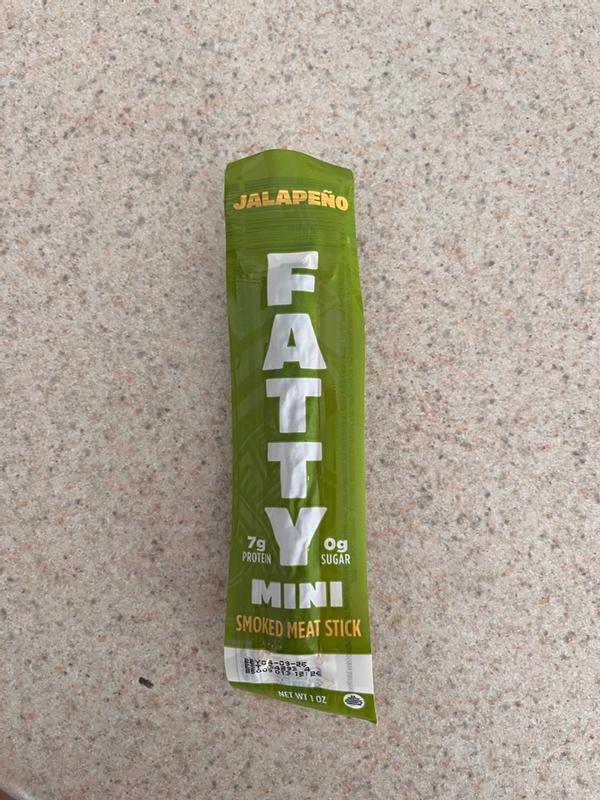 JALAPEÑO
FATTY
7g
PROTEIN
0g
SUGAR
MINI
SMOKED MEAT STICK
NET WT 1 OZ